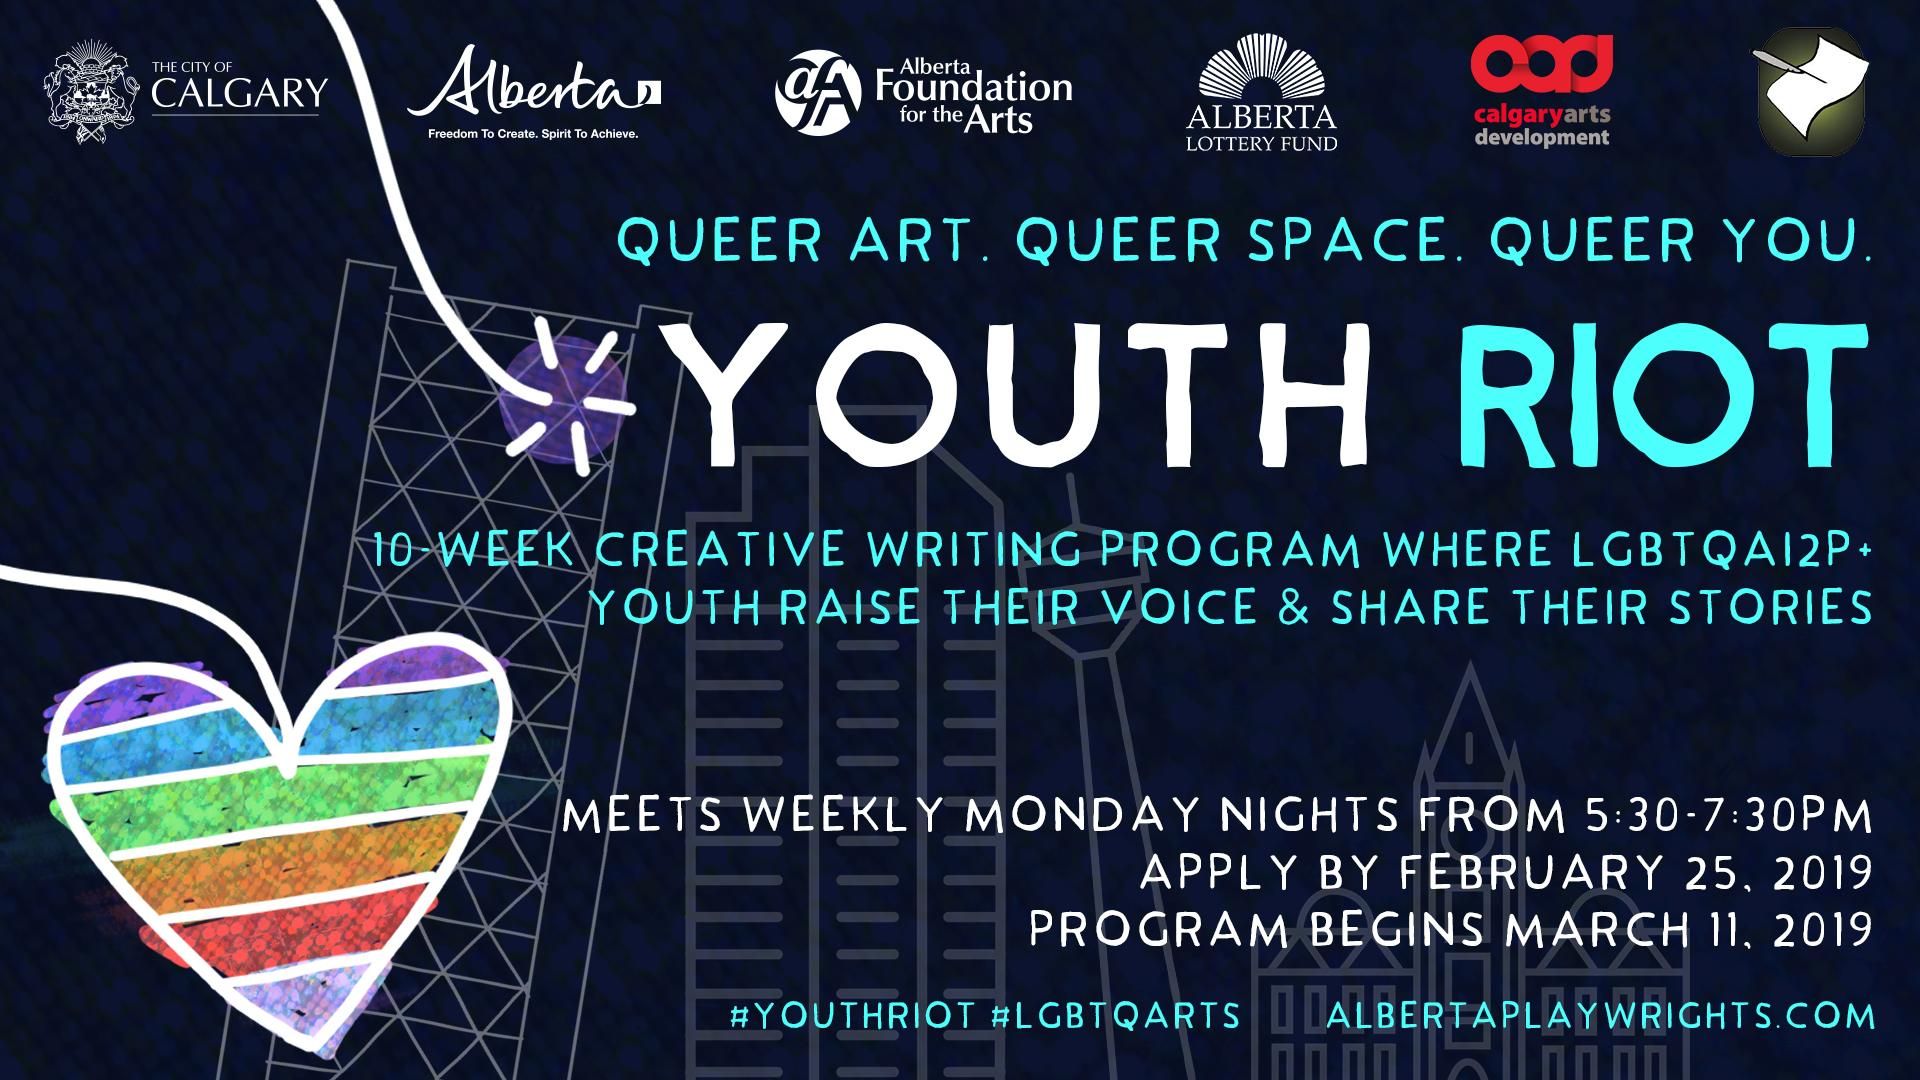 THE CITY OF
CALGARY
Alberta
Freedom To Create. Spirit To Achieve.
aFA
Alberta
Foundation
for the Arts
ALBERTA
LOTTERY FUND
cad
calgaryarts
development
QUEER ART. QUEER SPACE. QUEER YOU.
YOUTH RIOT
10-WEEK CREATIVE WRITING PROGRAM WHERE LGBTQAI2P+
YOUTH RAISE THEIR VOICE & SHARE THEIR STORIES
MEETS WEEKLY MONDAY NIGHTS FROM 5:30-7:30PM
APPLY BY FEBRUARY 25, 2019
PROGRAM BEGINS MARCH 11, 2019
#YOUTHRIOT #LGBTQARTS ALBERTAPLAYWRIGHTS.COM